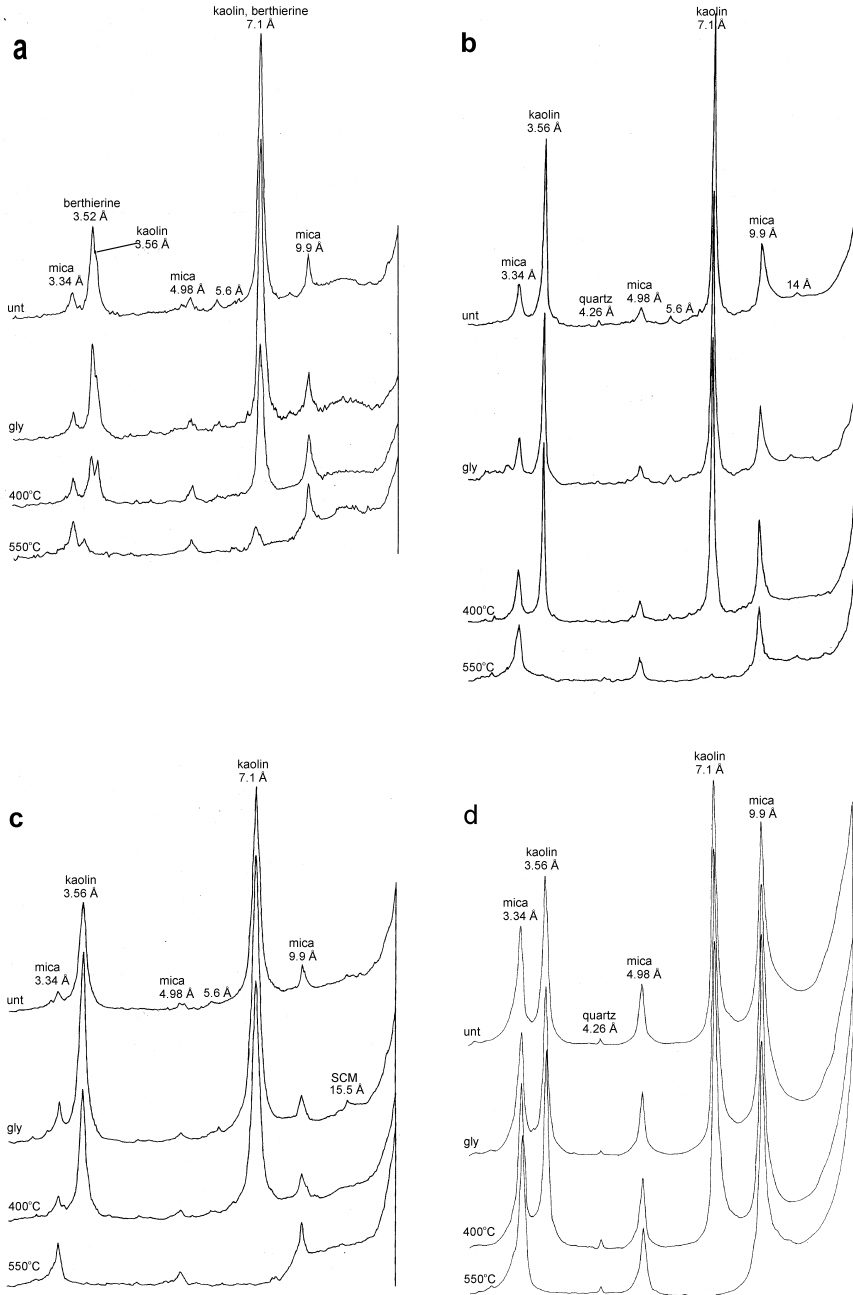 a
kaolin, berthierine
7.1 Å
berthierine
3.52 Å
kaolin
3.56 Å
mica
3.34 Å
mica
4.98 Å
5.6 Å
mica
9.9 Å
unt
gly
400°C
550°C
b
kaolin
7.1 Å
kaolin
3.56 Å
mica
3.34 Å
quartz
4.26 Å
mica
4.98 Å
5.6 Å
mica
9.9 Å
14 Å
unt
gly
400°C
550°C
c
kaolin
7.1 Å
kaolin
3.56 Å
mica
3.34 Å
mica
4.98 Å
5.6 Å
mica
9.9 Å
SCM
15.5 Å
unt
gly
400°C
550°C
d
kaolin
7.1 Å
mica
9.9 Å
kaolin
3.56 Å
mica
3.34 Å
quartz
4.26 Å
mica
4.98 Å
unt
gly
400°C
550°C